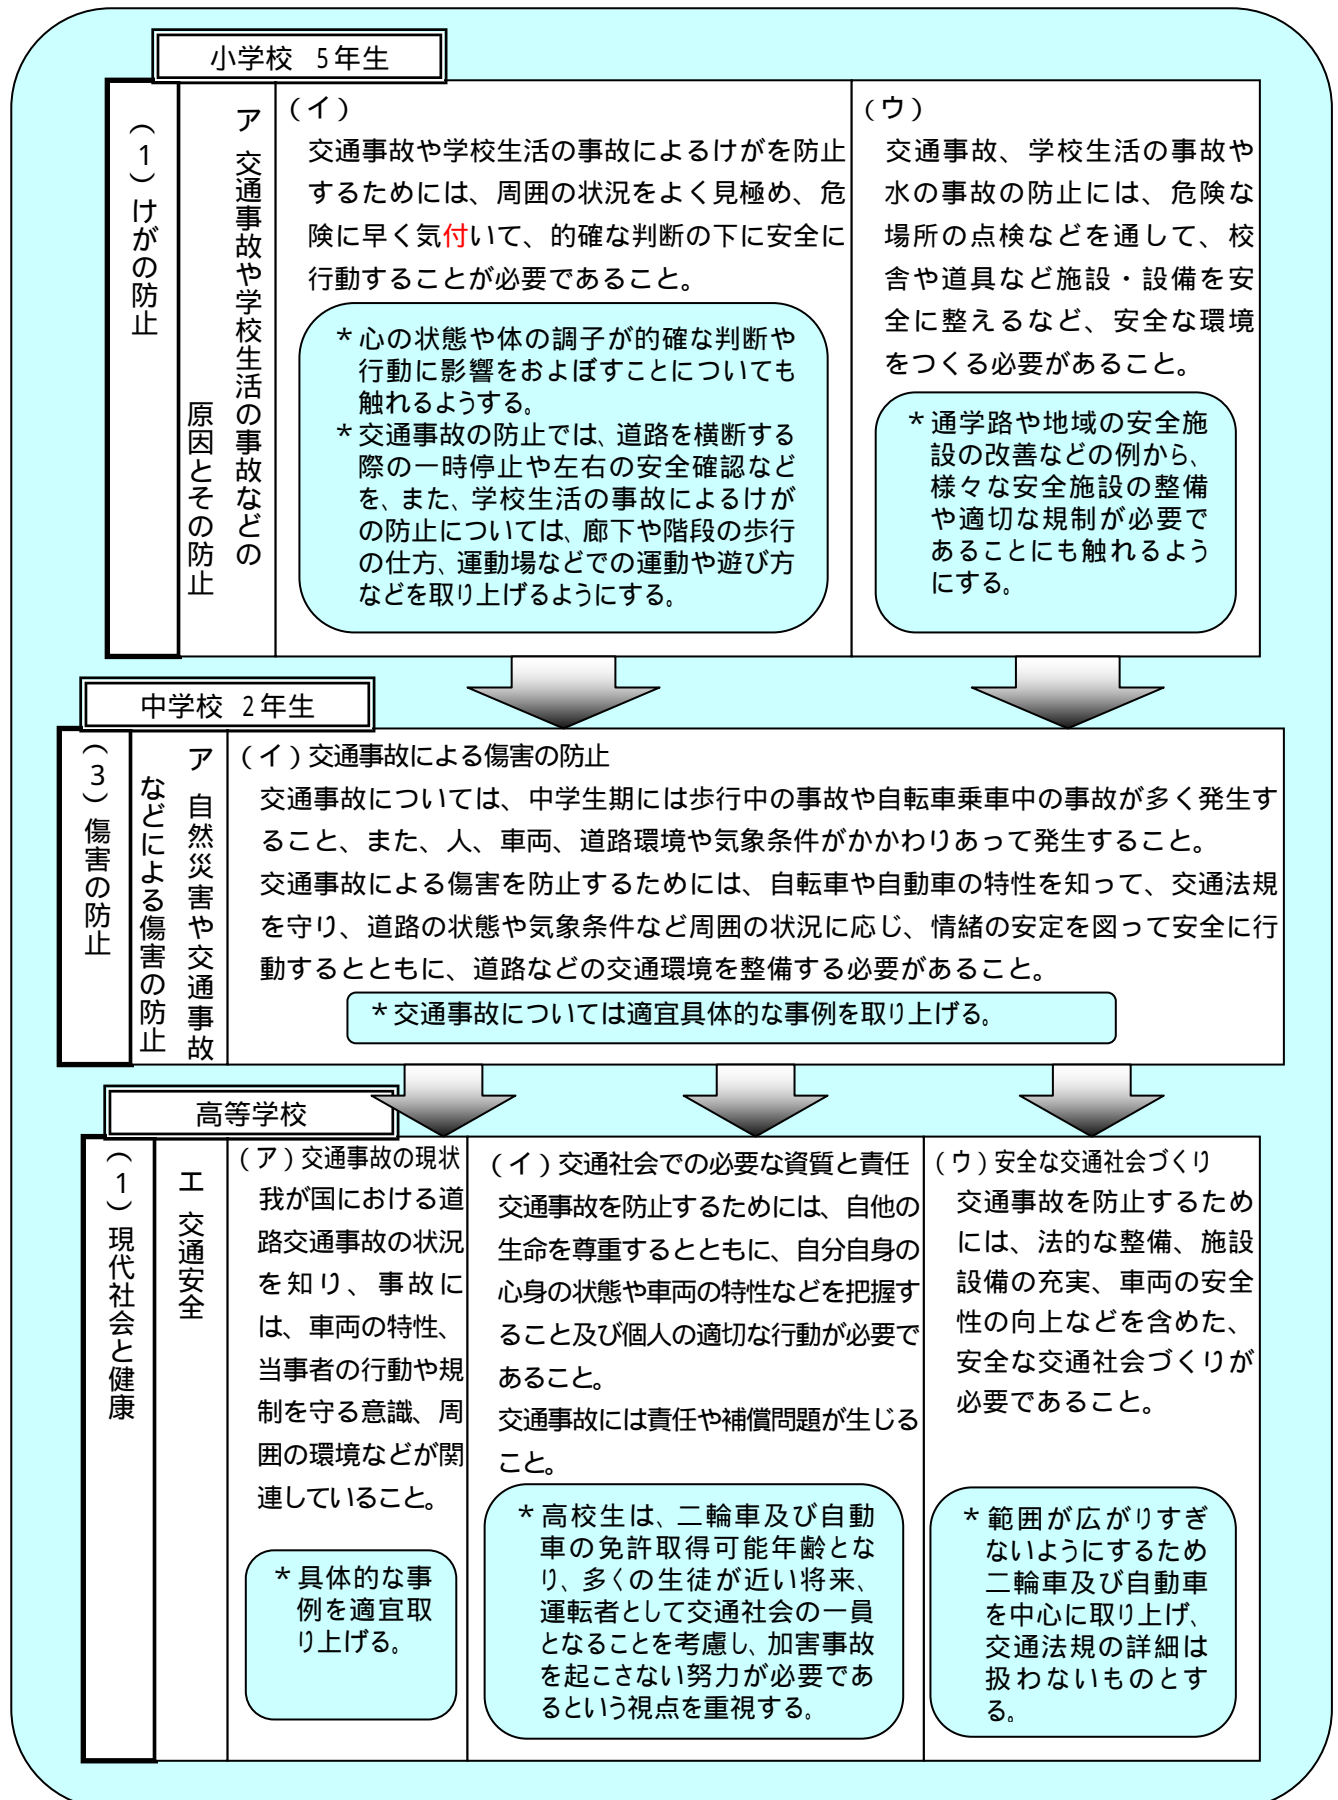 小学校 5年生
(1)けがの防止
ア 交通事故や学校生活の事故などの
原因とその防止
(イ)
交通事故や学校生活の事故によるけがを防止
するためには、周囲の状況をよく見極め、危
険に早く気付いて、的確な判断の下に安全に
行動することが必要であること。
*心の状態や体の調子が的確な判断や
行動に影響をおよぼすことについても
触れるようする。
*交通事故の防止では、道路を横断する
際の一時停止や左右の安全確認など
を、また、学校生活の事故によるけが
の防止については、廊下や階段の歩行
の仕方、運動場などでの運動や遊び方
などを取り上げるようにする。
(ウ)
交通事故、学校生活の事故や
水の事故の防止には、危険な
場所の点検などを通して、校
舎や道具など施設・設備を安
全に整えるなど、安全な環境
をつくる必要があること。
*通学路や地域の安全施
設の改善などの例から、
様々な安全施設の整備
や適切な規制が必要で
あることにも触れるよう
にする。
中学校 2年生
(3)傷害の防止
ア 自然災害や交通事故
などによる傷害の防止
(イ)交通事故による傷害の防止
交通事故については、中学生期には歩行中の事故や自転車乗車中の事故が多く発生す
ること、また、人、車両、道路環境や気象条件がかかわりあって発生すること。
交通事故による傷害を防止するためには、自転車や自動車の特性を知って、交通法規
を守り、道路の状態や気象条件など周囲の状況に応じ、情緒の安定を図って安全に行
動するとともに、道路などの交通環境を整備する必要があること。
*交通事故については適宜具体的な事例を取り上げる。
高等学校
(1)現代社会と健康
エ 交通安全
(ア)交通事故の現状
我が国における道
路交通事故の状況
を知り、事故に
は、車両の特性、
当事者の行動や規
制を守る意識、周
囲の環境などが関
連していること。
*具体的な事
例を適宜取
り上げる。
(イ)交通社会での必要な資質と責任
交通事故を防止するためには、自他の
生命を尊重するとともに、自分自身の
心身の状態や車両の特性などを把握す
ること及び個人の適切な行動が必要で
あること。
交通事故には責任や補償問題が生じる
こと。
*高校生は、二輪車及び自動
車の免許取得可能年齢とな
り、多くの生徒が近い将来、
運転者として交通社会の一員
となることを考慮し、加害事故
を起こさない努力が必要であ
るという視点を重視する。
(ウ)安全な交通社会づくり
交通事故を防止するため
には、法的な整備、施設
設備の充実、車両の安全
性の向上などを含めた、
安全な交通社会づくりが
必要であること。
*範囲が広がりすぎ
ないようにするため
二輪車及び自動車
を中心に取り上げ、
交通法規の詳細は
扱わないものとす
る。